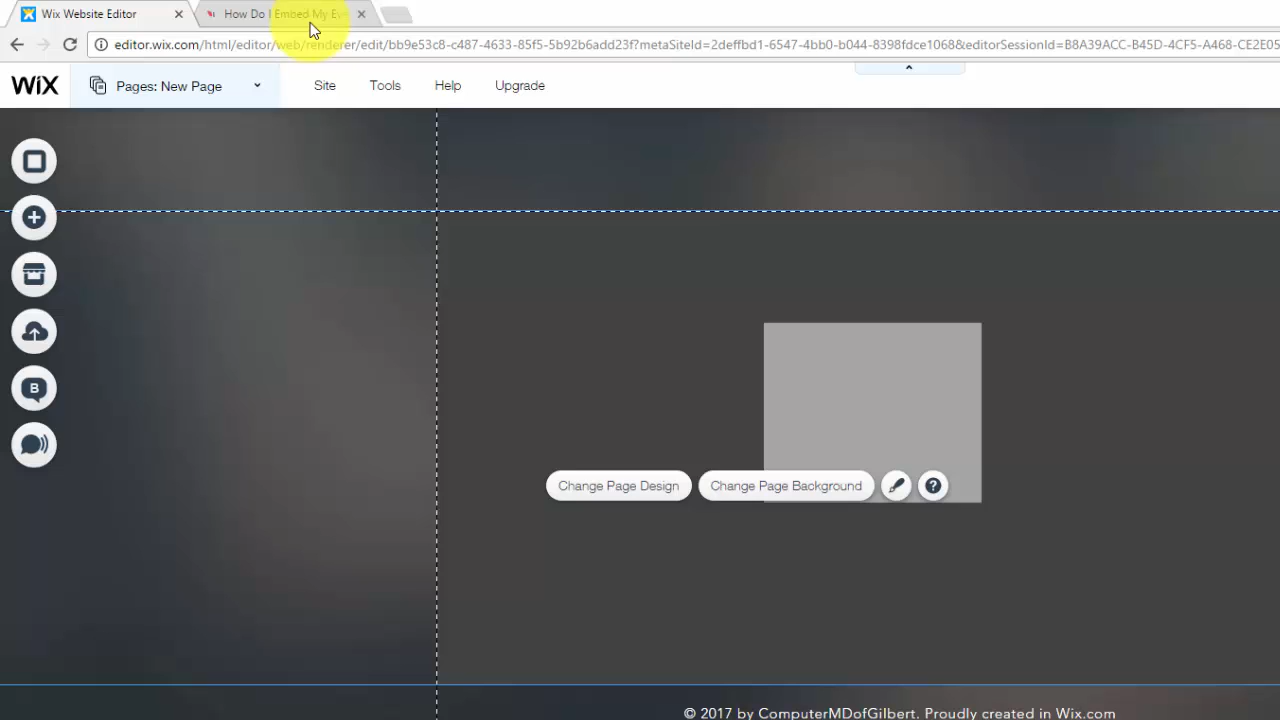 Wix Website Editor
How Do I Embed My Eve
editor.wix.com/html/editor/web/renderer/edit/bb9e53c8-c487-4633-85f5-5b92b6add23f?metaSiteId=2deffbd1-6547-4bb0-b044-8398fdce1068&editorSessionId=B8A39ACC-B45D-4CF5-A468-CE2E05
WiX Pages: New Page Site Tools Help Upgrade
B
Change Page Design Change Page Background ?
© 2017 by ComputerMDofGilbert. Proudly created in Wix.com